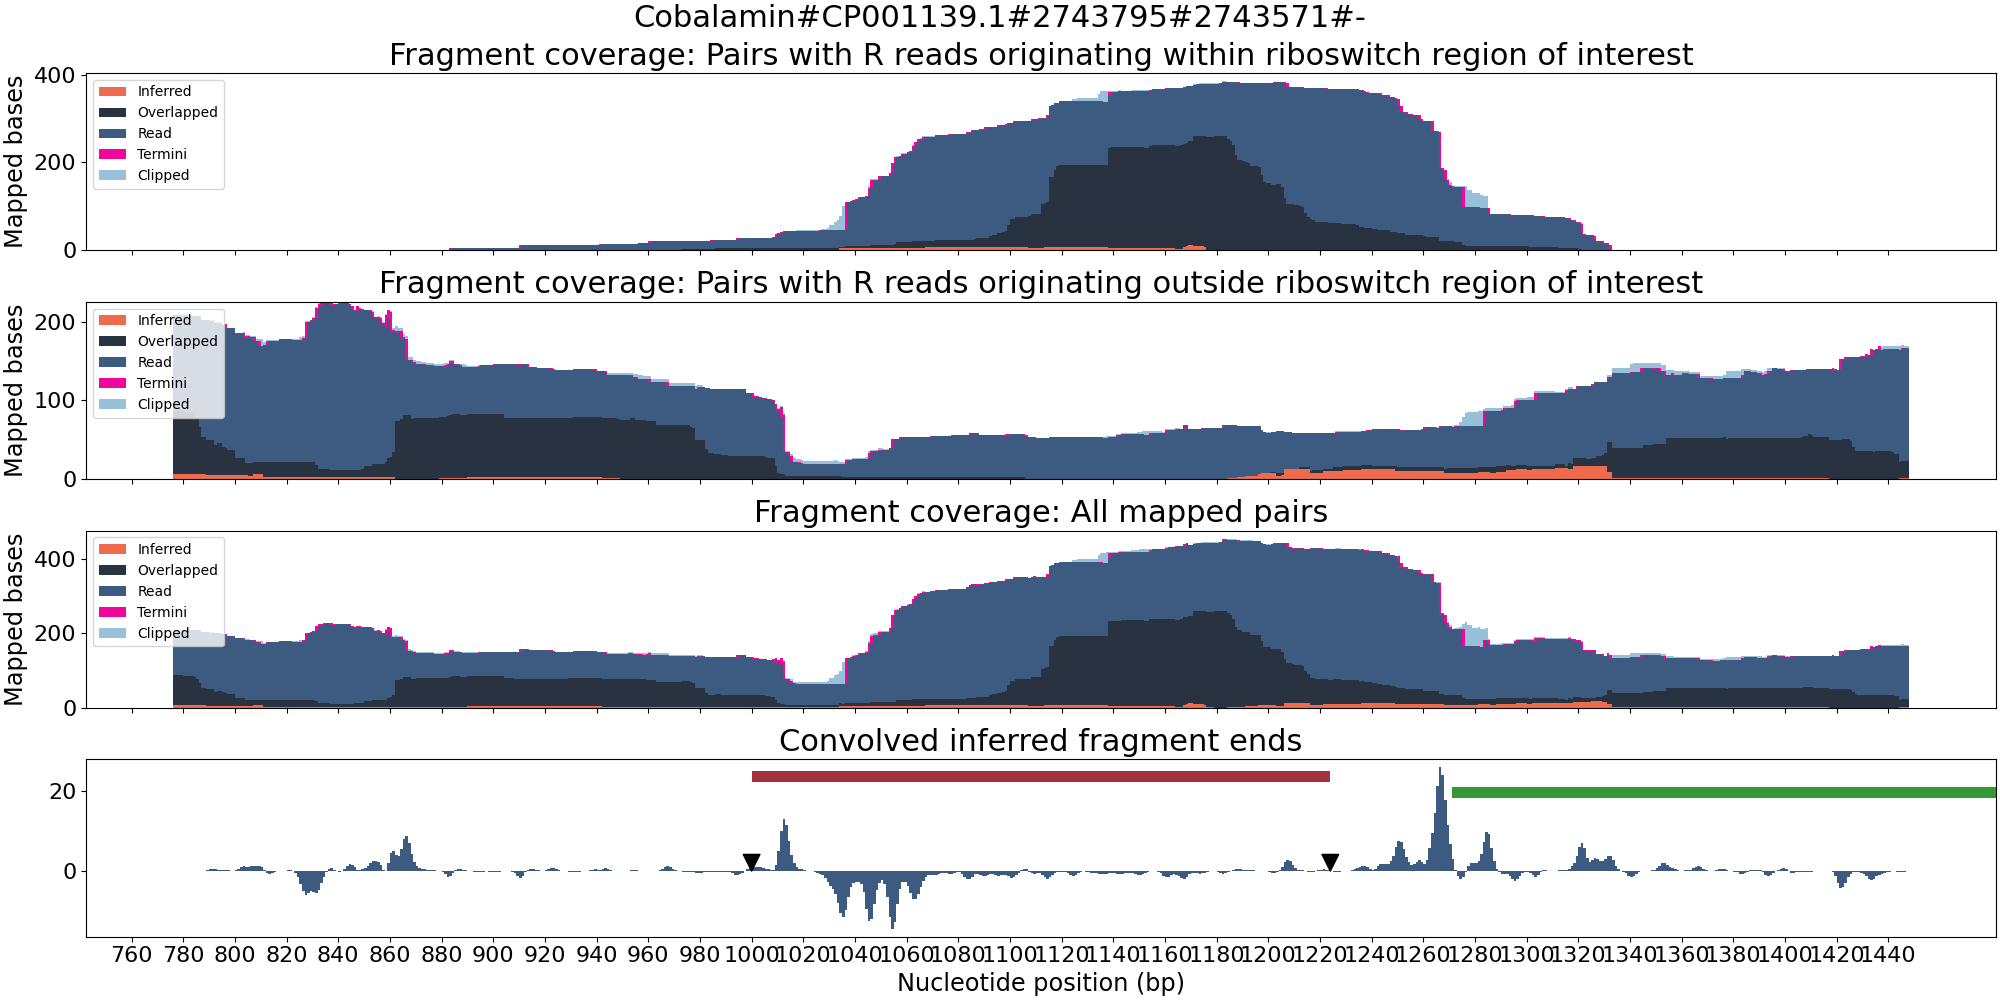 Cobalamin#CP001139.1#2743795#2743571#-
Fragment coverage: Pairs with R reads originating within riboswitch region of interest
Mapped bases
400
200
0
Inferred
Overlapped
Read
Termini
Clipped
Fragment coverage: Pairs with R reads originating outside riboswitch region of interest
Mapped bases
200
100
0
Inferred
Overlapped
Read
Termini
Clipped
Fragment coverage: All mapped pairs
Mapped bases
400
200
0
Inferred
Overlapped
Read
Termini
Clipped
Convolved inferred fragment ends
20
0
760 780 800 820 840 860 880 900 920 940 960 980 1000 1020 1040 1060 1080 1100 1120 1140 1160 1180 1200 1220 1240 1260 1280 1300 1320 1340 1360 1380 1400 1420 1440
Nucleotide position (bp)